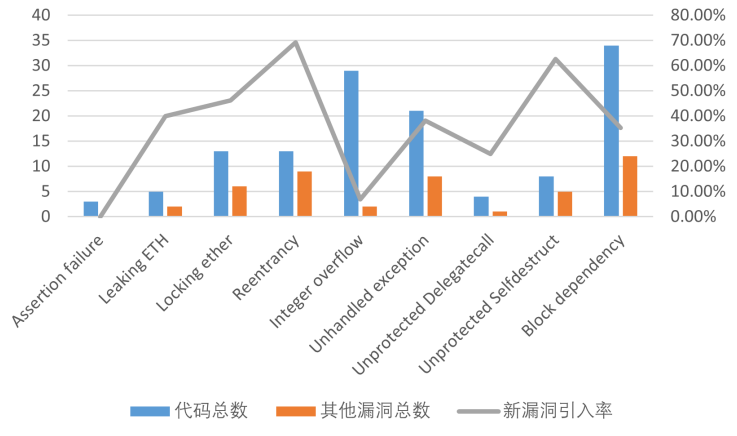 40 80.00%
35 70.00%
30 60.00%
25 50.00%
20 40.00%
15 30.00%
10 20.00%
5 10.00%
0 0.00%
Assertion failure
Leaking ETH
Locking ether
Reentrancy
Integer overflow
Unhandled exception
Unprotected Delegatecall
Unprotected Selfdestruct
Block dependency
代码总数 其他漏洞总数 新漏洞引入率